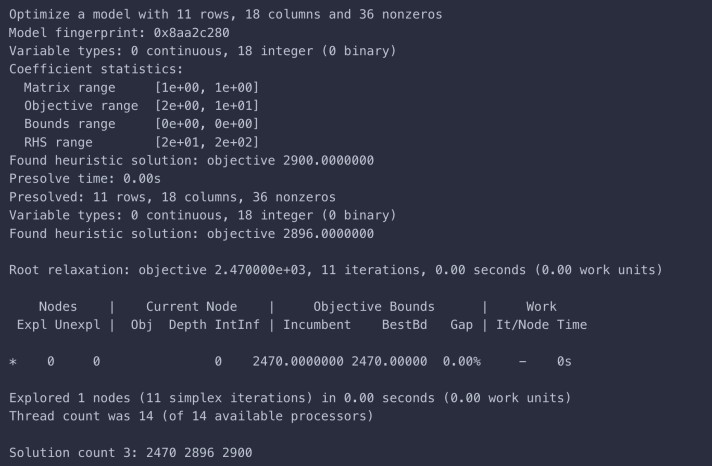 Optimize a model with 11 rows, 18 columns and 36 nonzeros
Model fingerprint: 0x8aa2c280
Variable types: 0 continuous, 18 integer (0 binary)
Coefficient statistics:
  Matrix range     [1e+00, 1e+00]
  Objective range  [2e+00, 1e+01]
  Bounds range     [0e+00, 0e+00]
  RHS range        [2e+01, 2e+02]
Found heuristic solution: objective 2900.0000000
Presolve time: 0.00s
Presolved: 11 rows, 18 columns, 36 nonzeros
Variable types: 0 continuous, 18 integer (0 binary)
Found heuristic solution: objective 2896.0000000

Root relaxation: objective 2.470000e+03, 11 iterations, 0.00 seconds (0.00 work units)

    Nodes    |    Current Node    |     Objective Bounds      |     Work
 Expl Unexpl |  Obj  Depth IntInf | Incumbent    BestBd   Gap | It/Node Time

*    0     0               0    2470.0000000 2470.00000  0.00%     –    0s

Explored 1 nodes (11 simplex iterations) in 0.00 seconds (0.00 work units)
Thread count was 14 (of 14 available processors)

Solution count 3: 2470 2896 2900